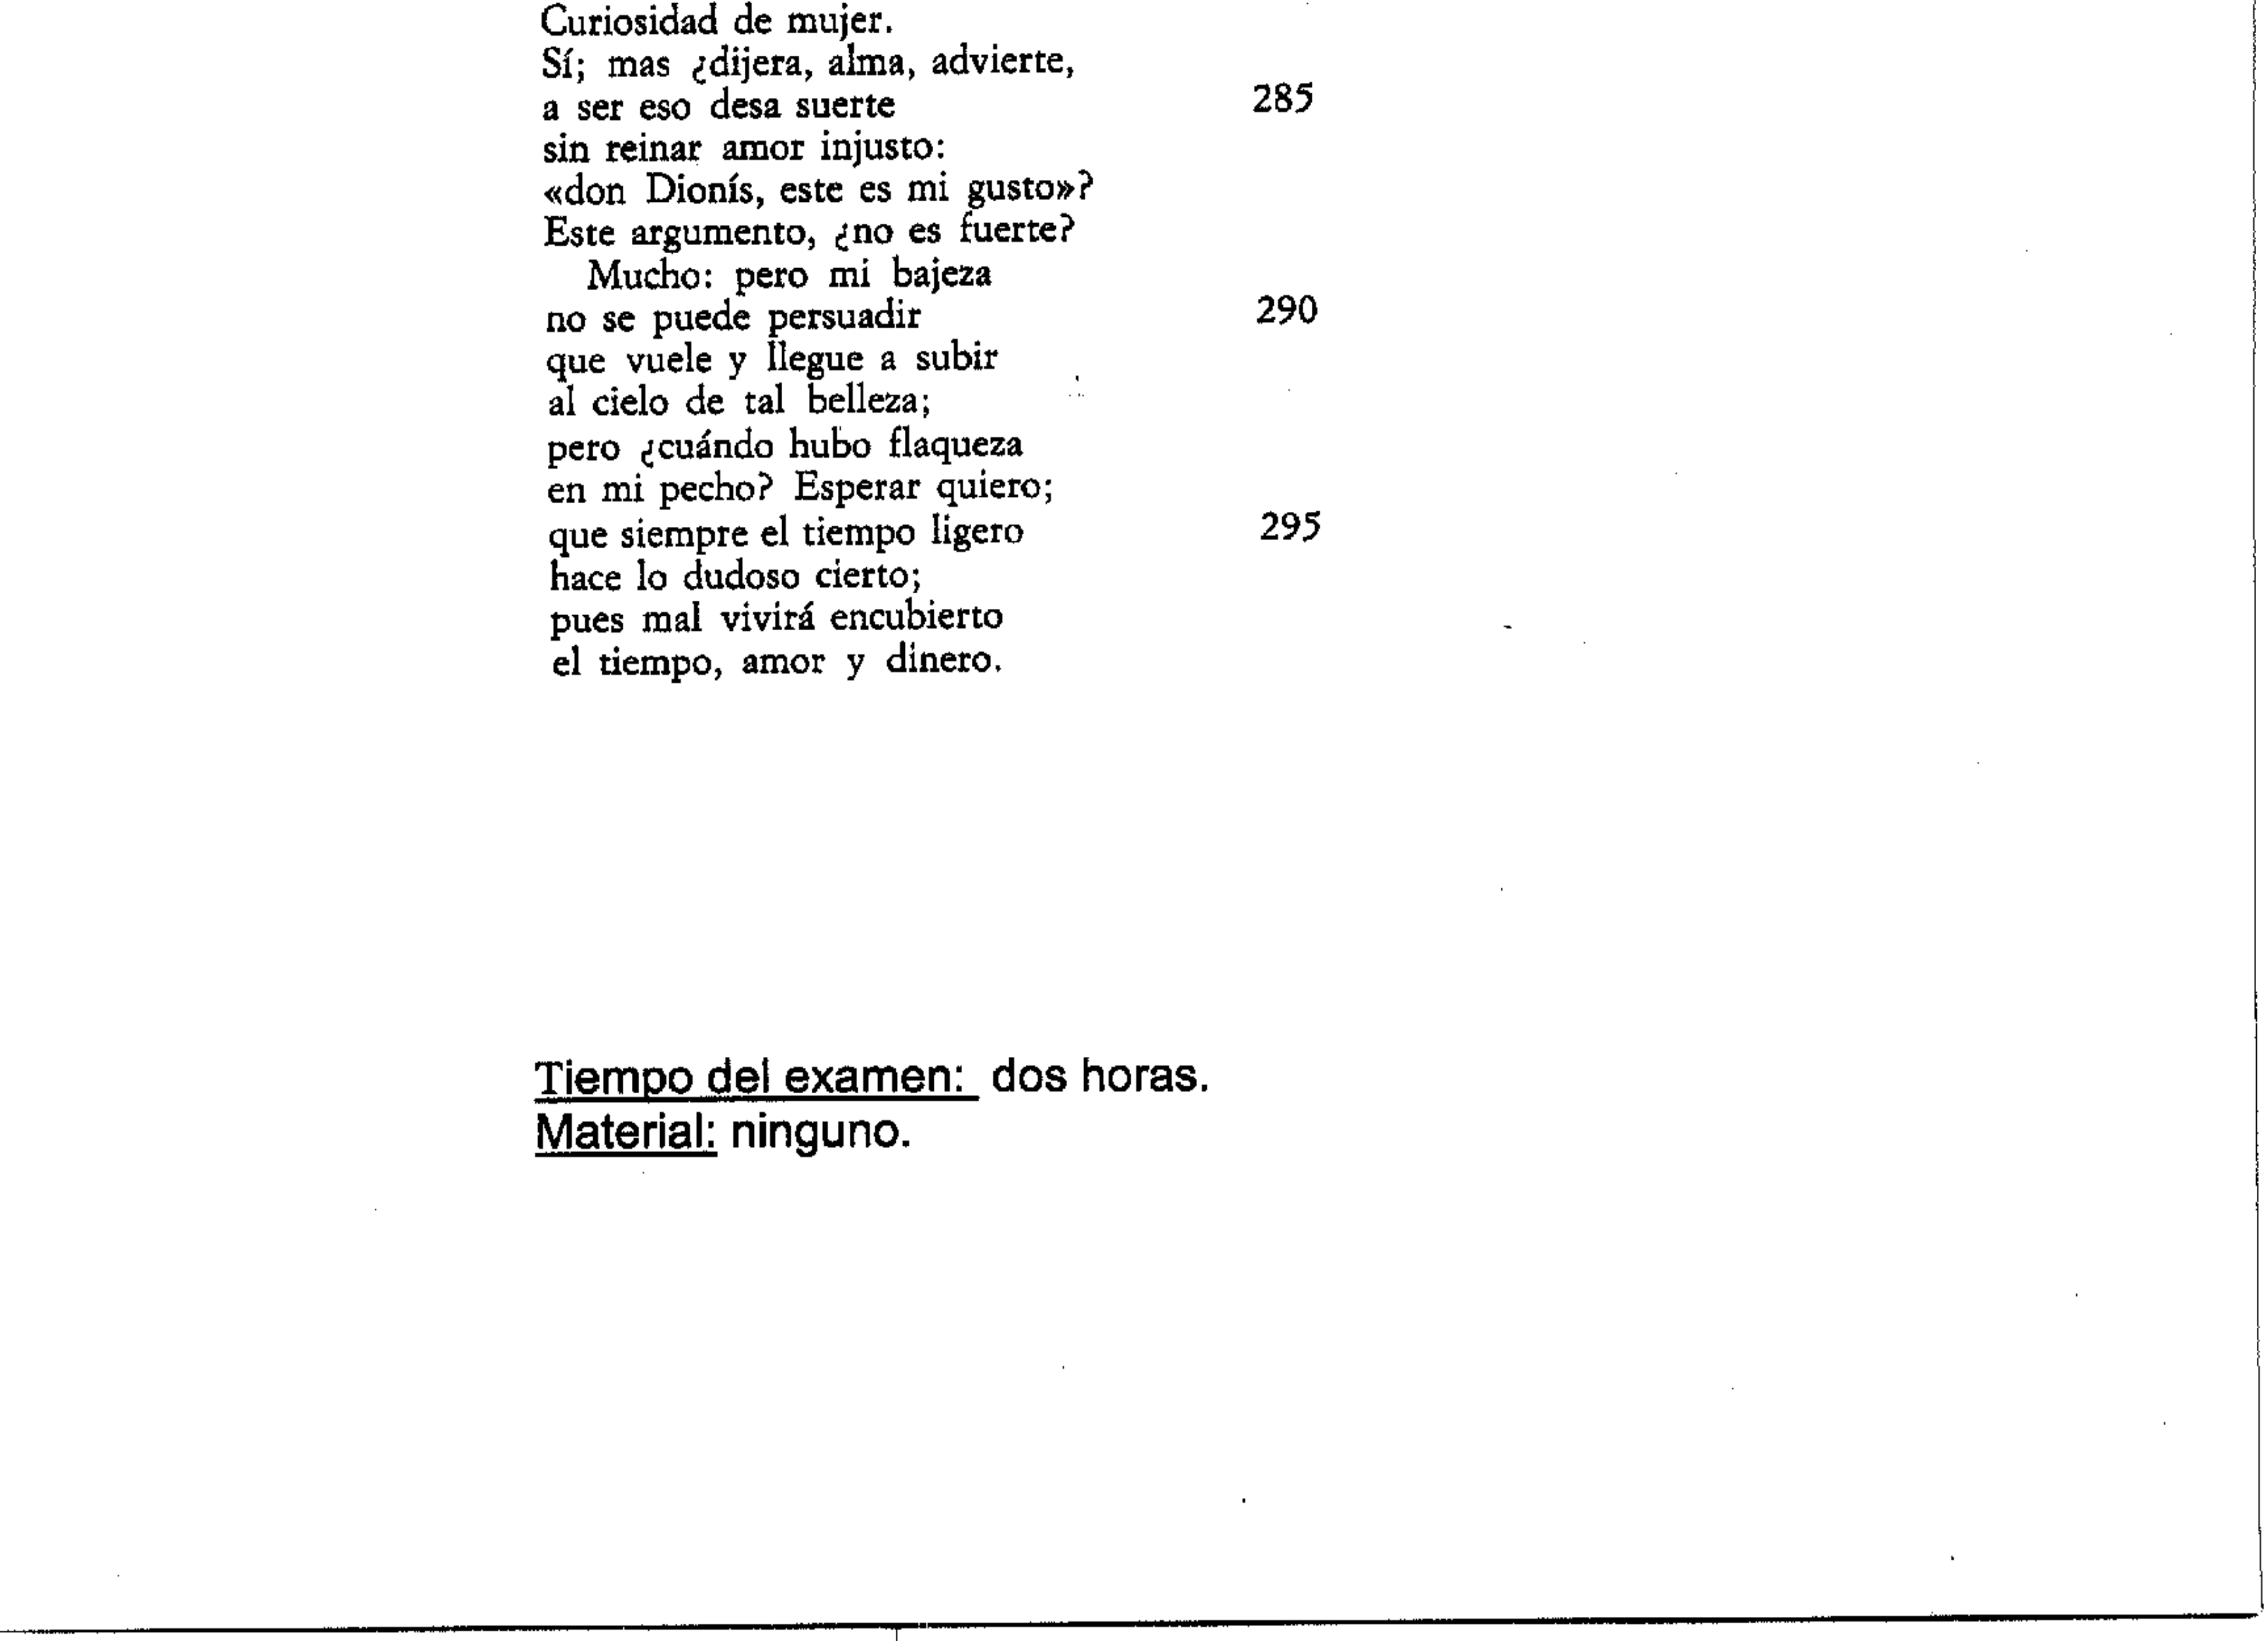 Curiosidad de mujer.
Sí; mas ¿dijera, alma, advierte,
a ser eso desa suerte 285
sin reinar amor injusto:
«don Dionís, este es mi gusto»?
Este argumento, ¿no es fuerte?
Mucho: pero mi bajeza
no se puede persuadir 290
que vuele y llegue a subir
al cielo de tal belleza;
pero ¿cuándo hubo flaqueza
en mi pecho? Esperar quiero;
que siempre el tiempo ligero 295
hace lo dudoso cierto;
pues mal vivirá encubierto
el tiempo, amor y dinero.
Tiempo del examen: dos horas.
Material: ninguno.